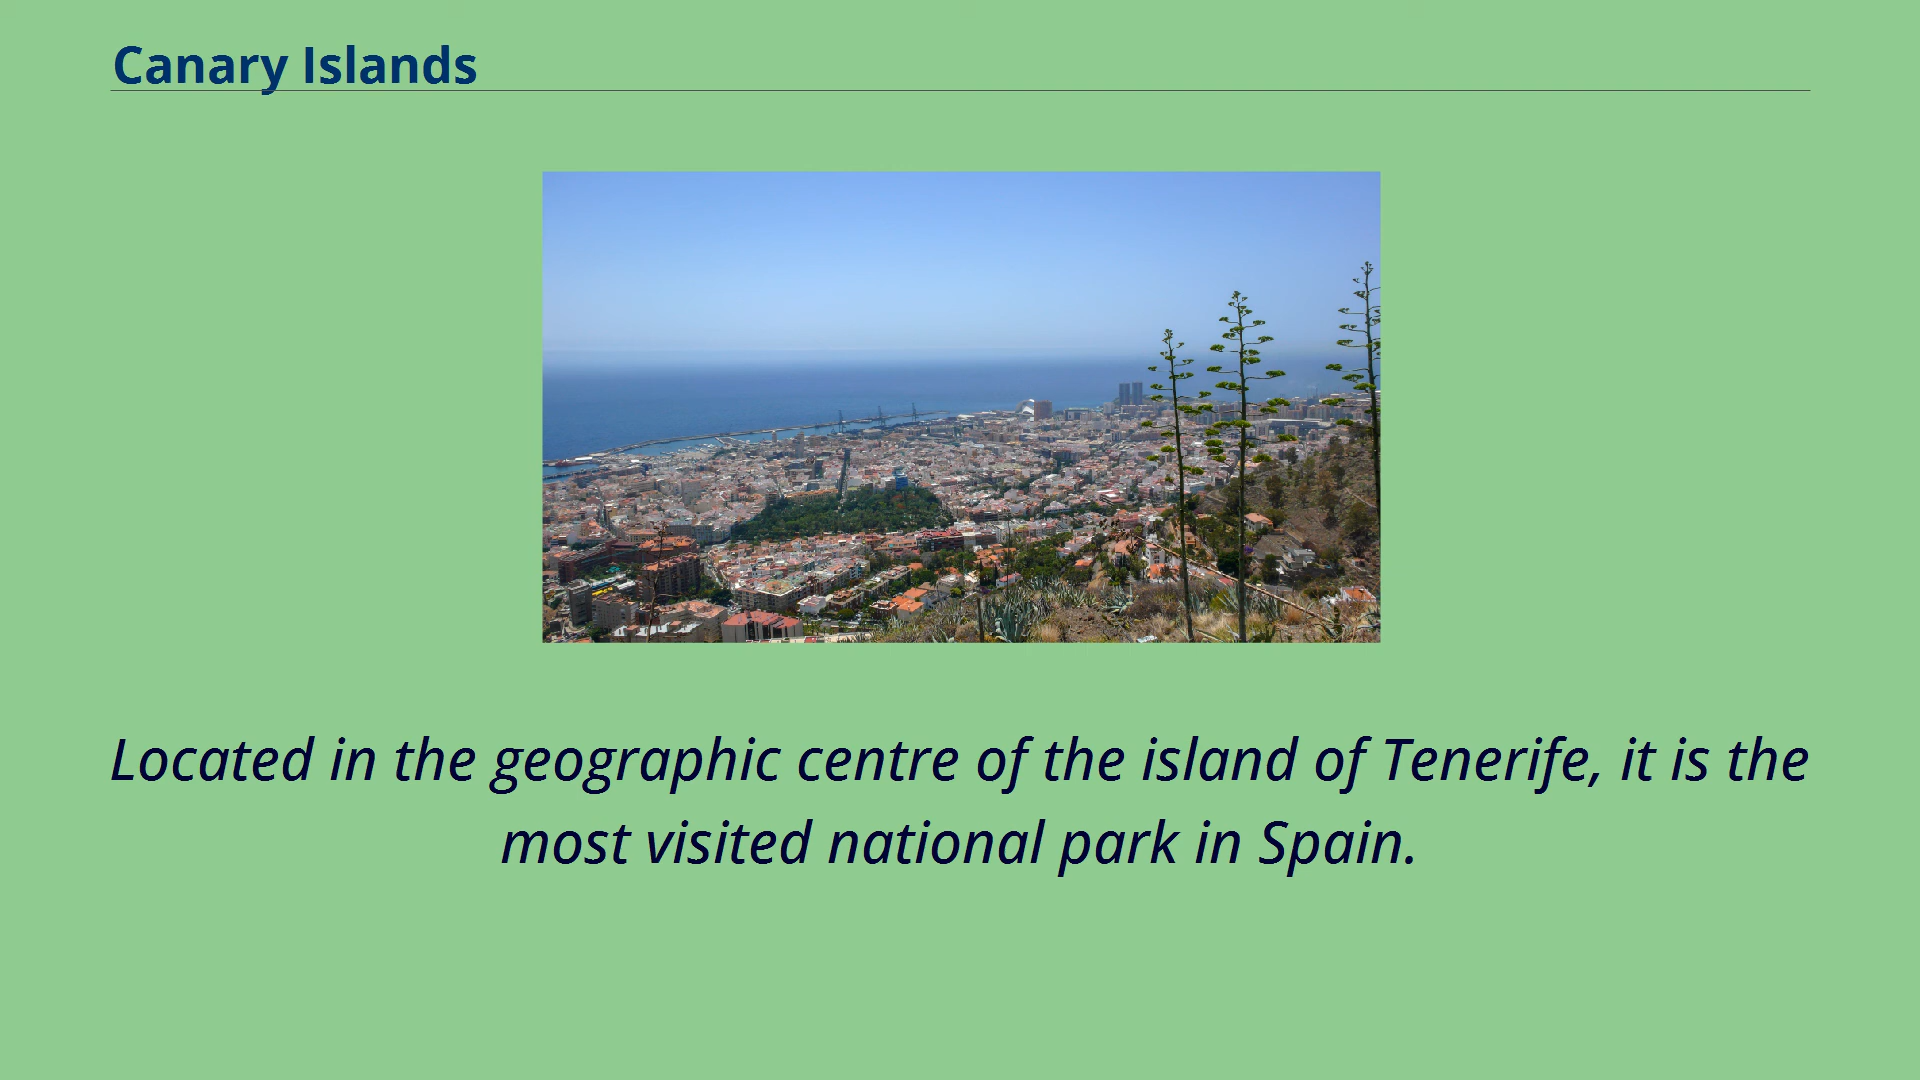 Canary Islands
Located in the geographic centre of the island of Tenerife, it is the
most visited national park in Spain.